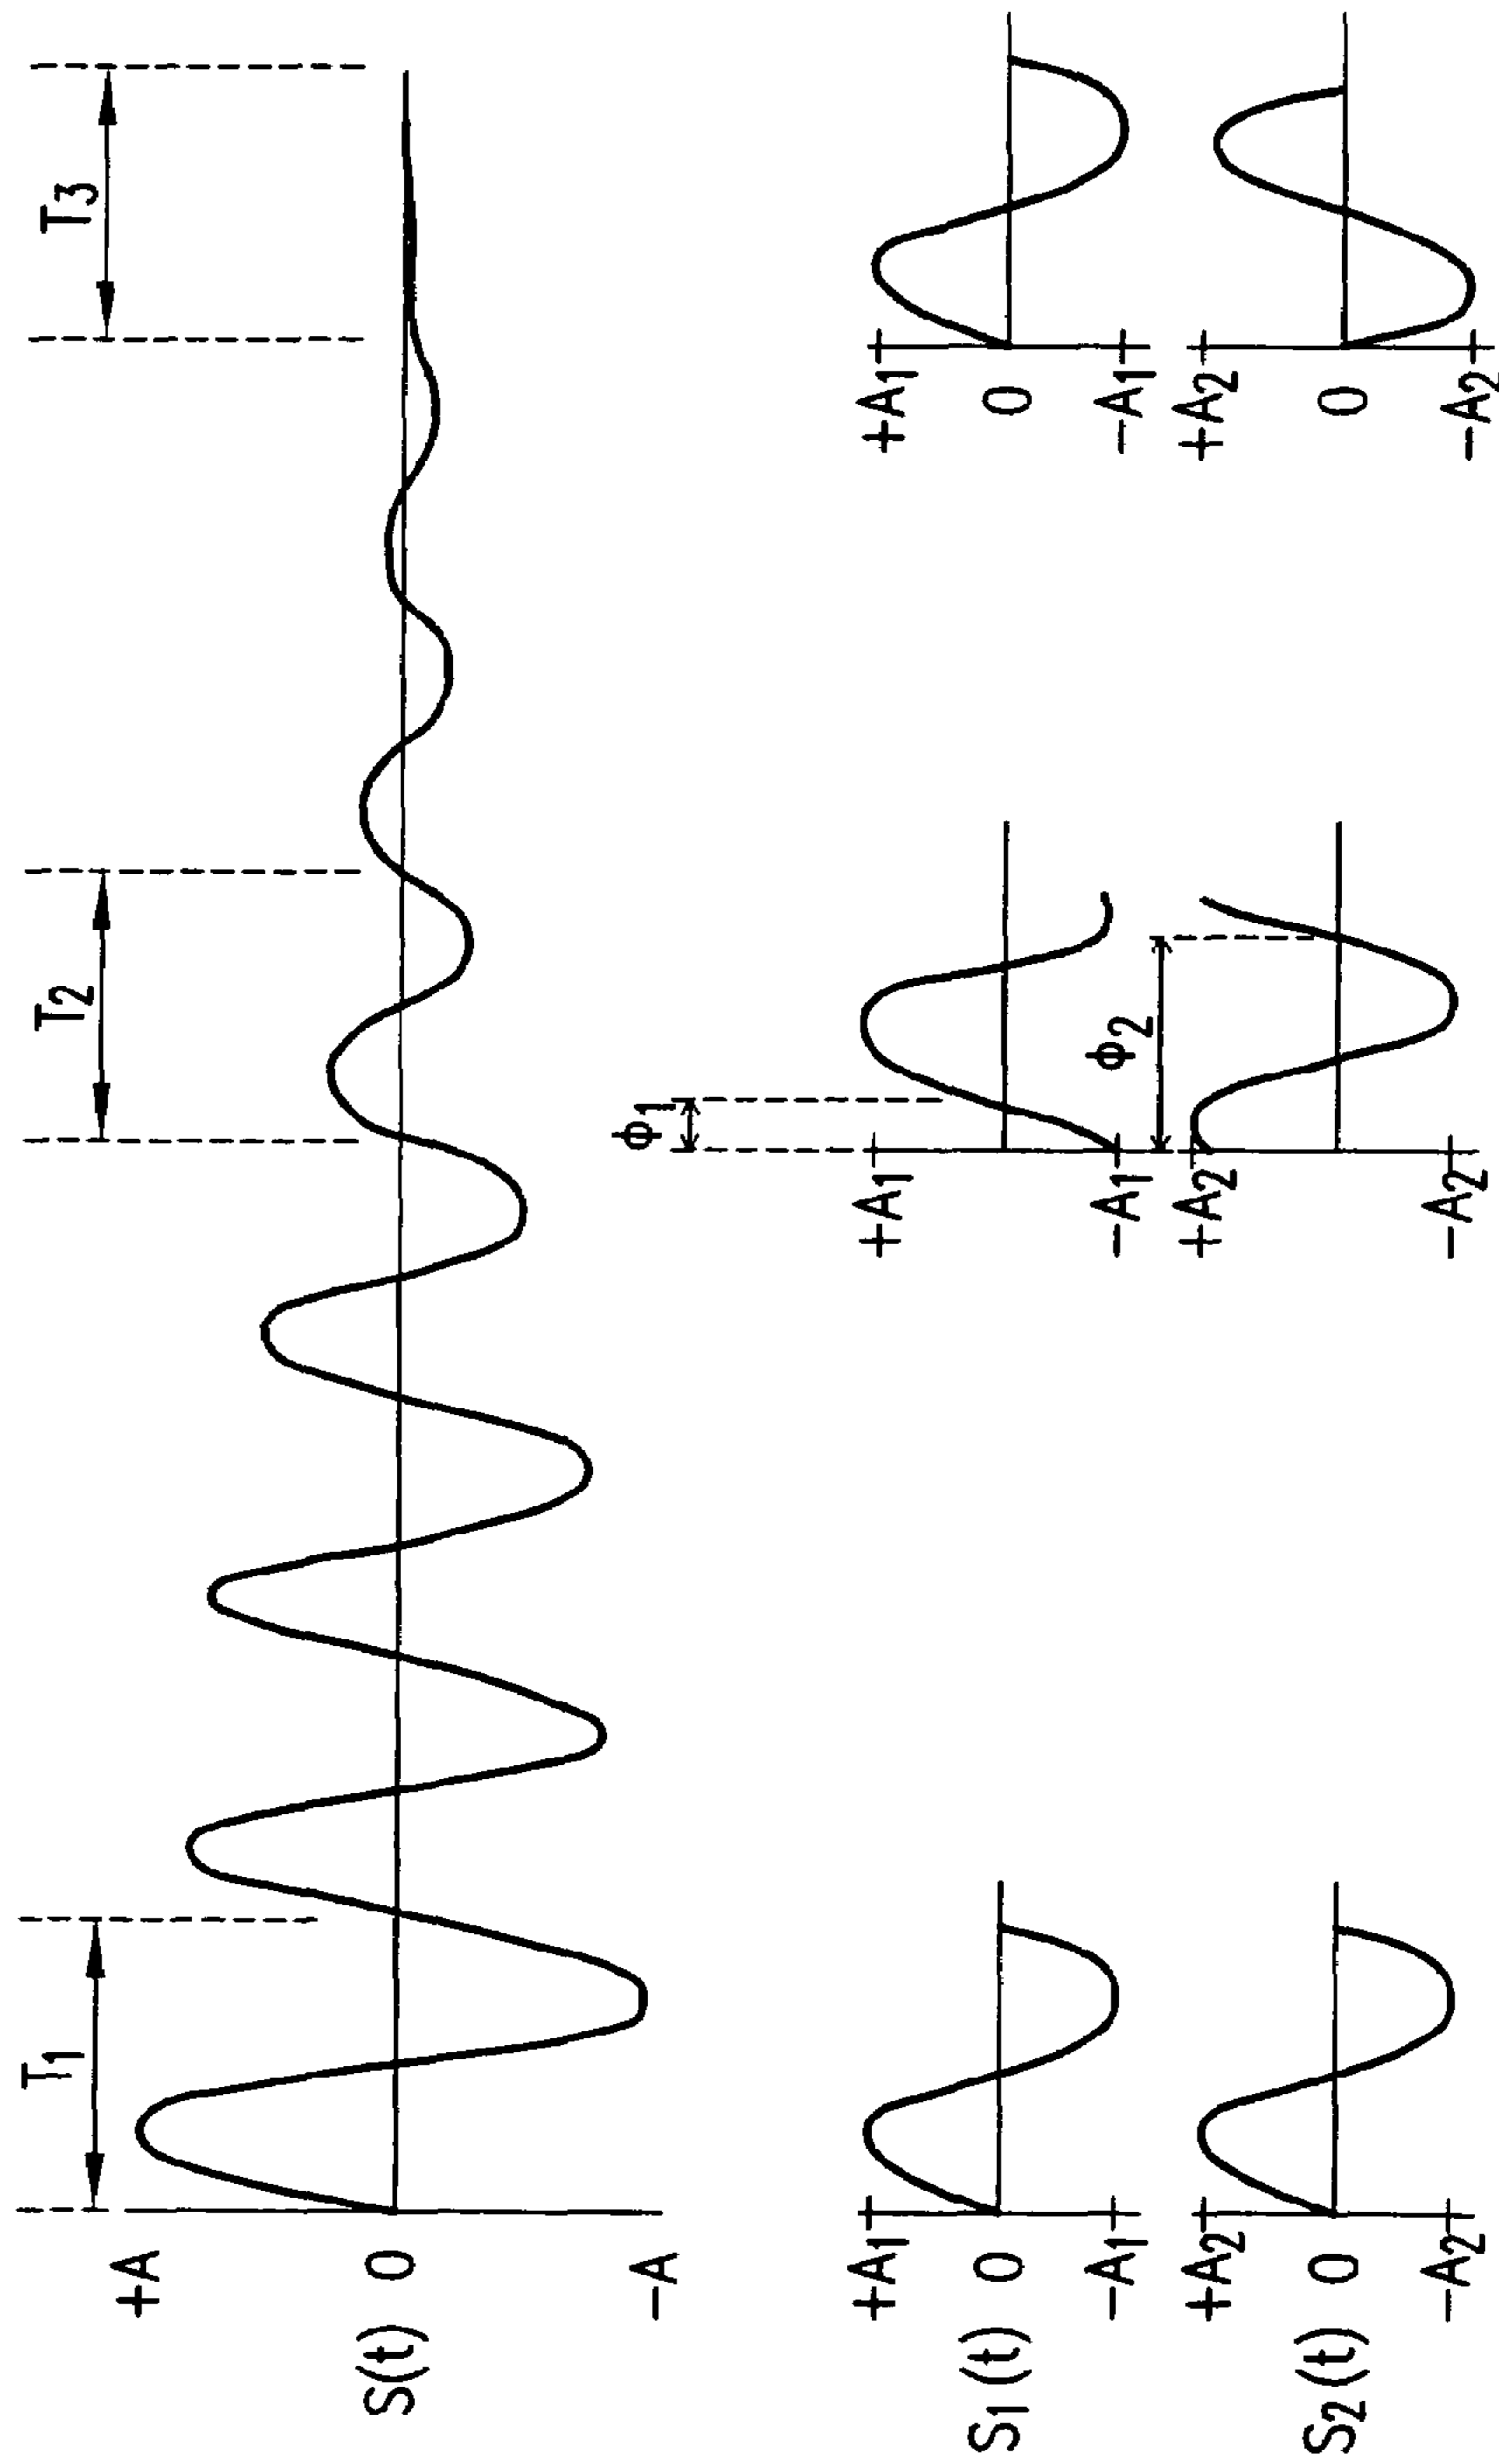 T1
T2
T3
+A
0
-A
S(t)
ϕ1
ϕ2
+A1
0
-A1
S1(t)
+A1
-A1
+A1
0
-A1
+A2
0
-A2
S2(t)
+A2
-A2
+A2
0
-A2